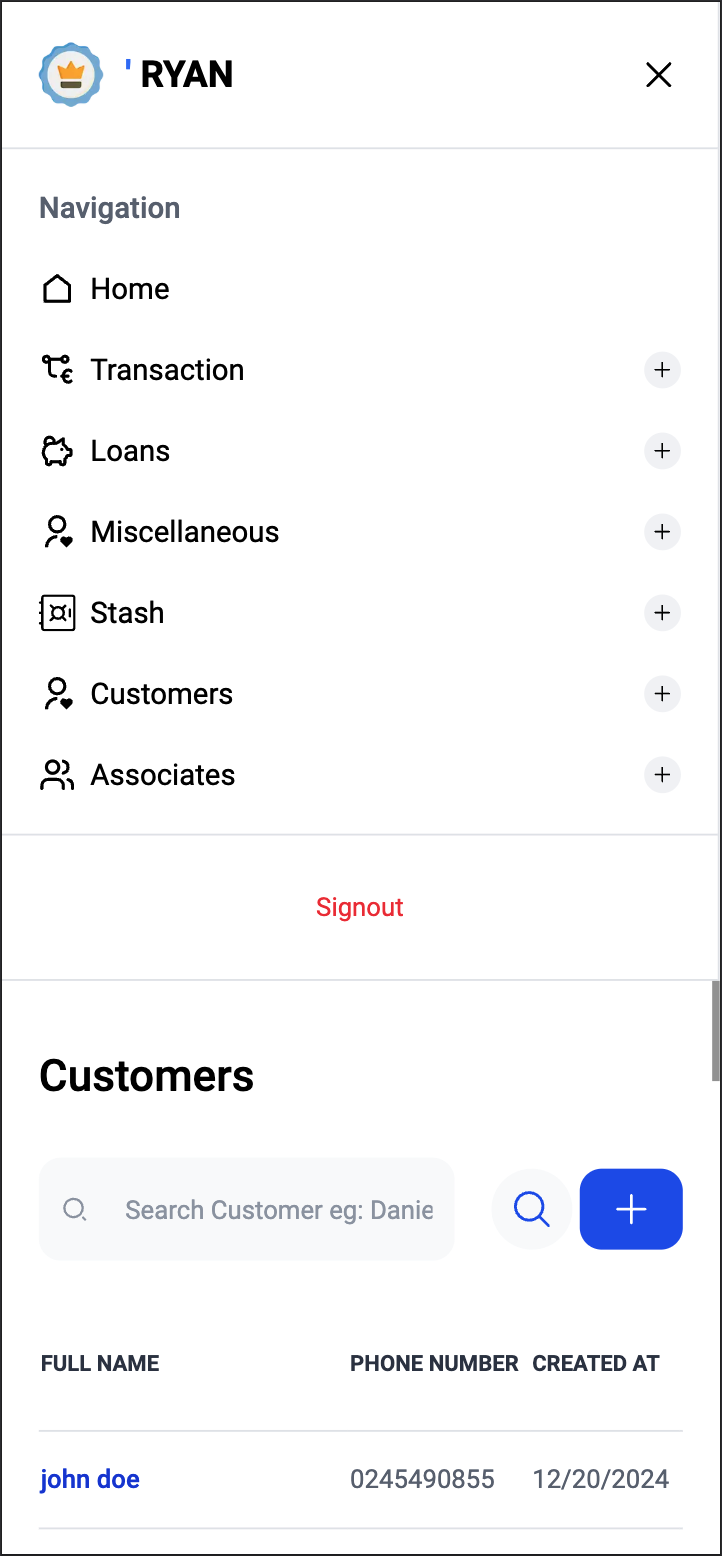 ' RYAN
Navigation
Home
Transaction
Loans
Miscellaneous
Stash
Customers
Associates
Signout
Customers
Search Customer eg: Danie
FULL NAME PHONE NUMBER CREATED AT
john doe 0245490855 12/20/2024